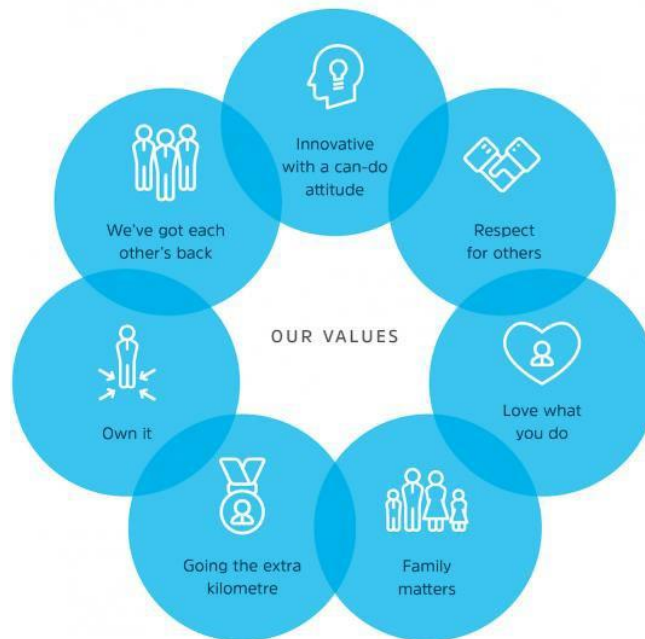 Innovative
with a can-do
attitude
Respect
for others
Love what
you do
Family
matters
Going the extra
kilometre
Own it
We've got each
other's back
OUR VALUES